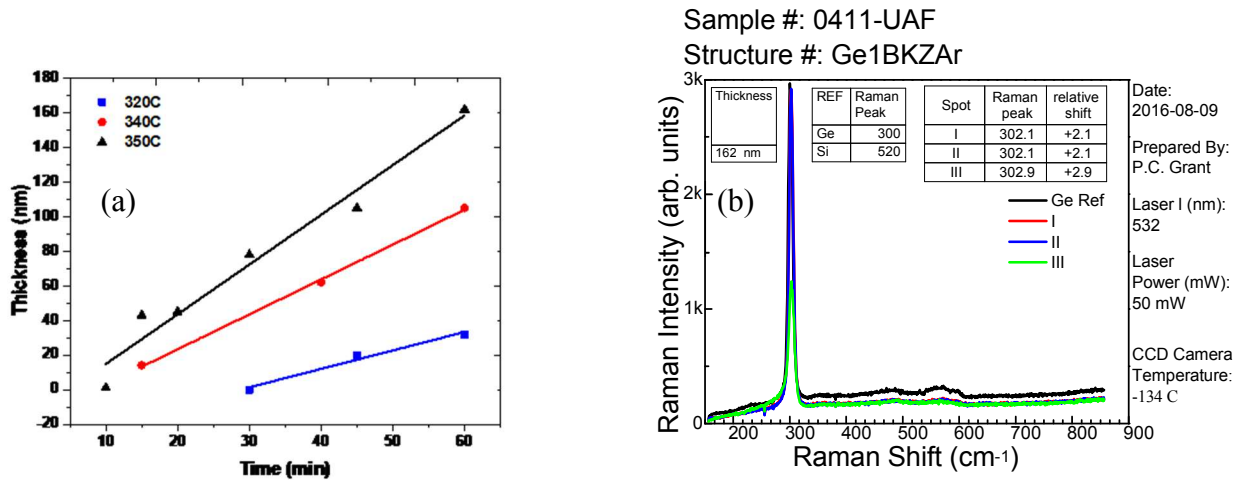 Sample #: 0411-UAF
Structure #: Ge1BKZAr
180
160
140
120
100
80
60
40
20
0
-20
Thickness (nm)
320C
340C
350C
(a)
10 20 30 40 50 60
Time (min)
3k
2k
1k
0
Raman Intensity (arb. units)
Thickness
162 nm
REF Raman Peak
Ge 300
Si 520
Spot Raman peak relative shift
I 302.1 +2.1
II 302.1 +2.1
III 302.9 +2.9
(b)
Ge Ref
I
II
III
200 300 400 500 600 700 800 900
Raman Shift (cm-1)
Date:
2016-08-09
Prepared By:
P.C. Grant
Laser I (nm):
532
Laser
Power (mW):
50 mW
CCD Camera
Temperature:
-134 C